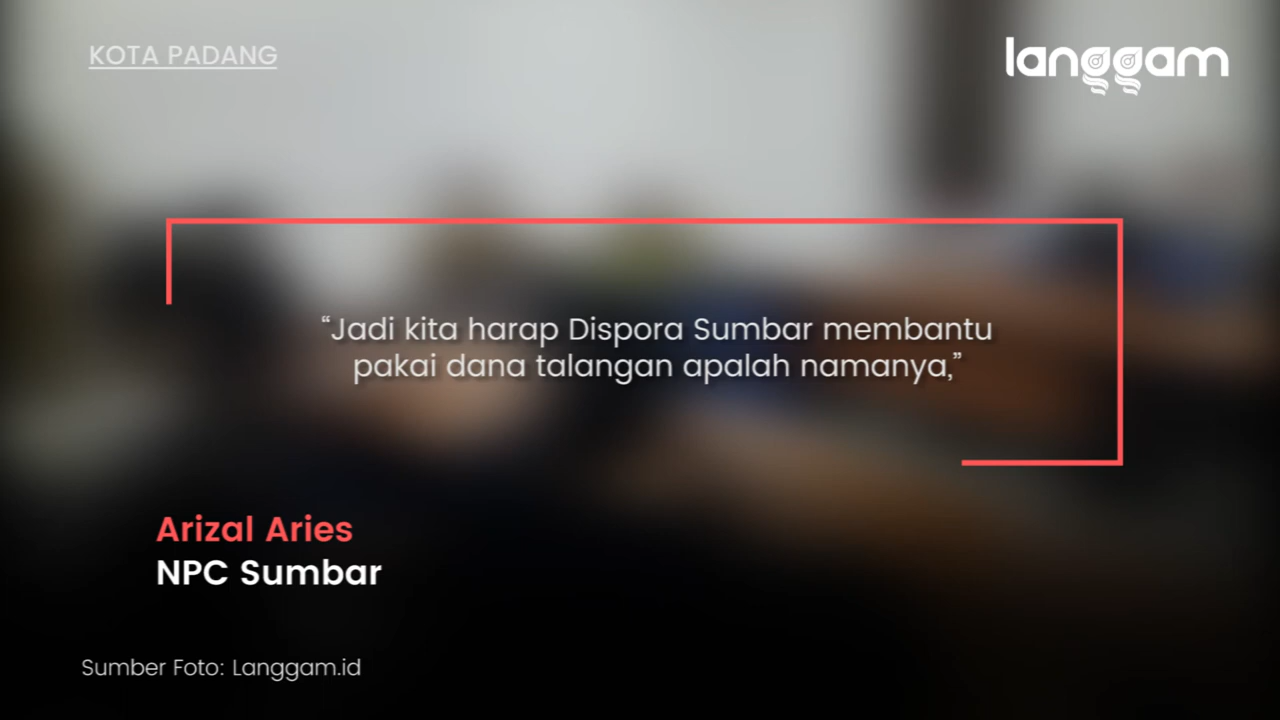 KOTA PADANG
langgam
“Jadi kita harap Dispora Sumbar membantu
pakai dana talangan apalah namanya,”
Arizal Aries
NPC Sumbar
Sumber Foto: Langgam.id